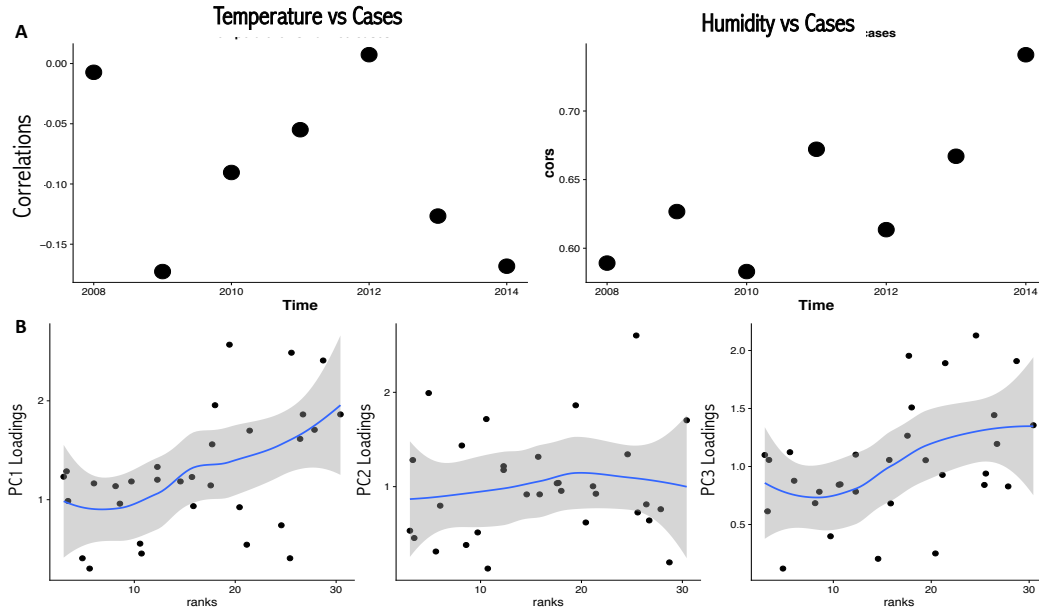 A
Temperature vs Cases
Correlations
0.00
-0.05
-0.10
-0.15
2008
2010
2012
2014
Time
Humidity vs Cases
cases
cors
0.70
0.65
0.60
2008
2010
2012
2014
Time
B
PC1 Loadings
2
1
10
20
30
ranks
PC2 Loadings
2
1
10
20
30
ranks
PC3 Loadings
2.0
1.5
1.0
0.5
10
20
30
ranks